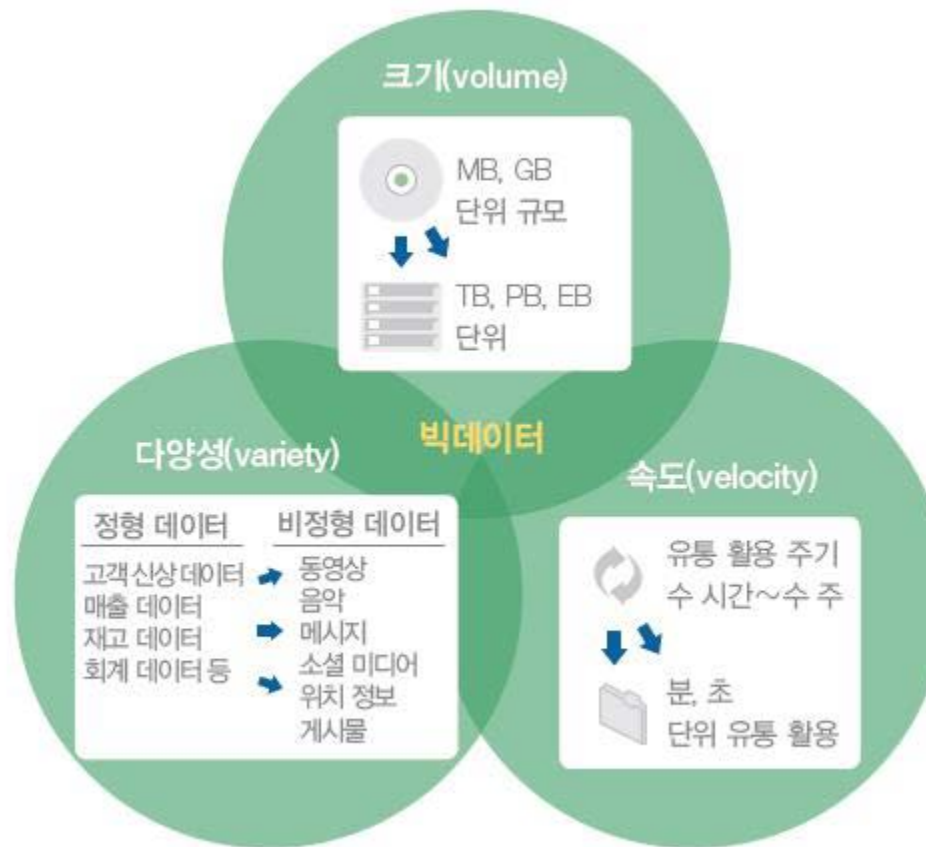 크기(volume)
MB, GB
단위 규모
TB, PB, EB
단위
빅데이터
다양성(variety)
정형 데이터
고객 신상 데이터
매출 데이터
재고 데이터
회계 데이터 등
비정형 데이터
동영상
음악
메시지
소셜 미디어
위치 정보
게시물
속도(velocity)
유통 활용 주기
수 시간~수 주
분, 초
단위 유통 활용